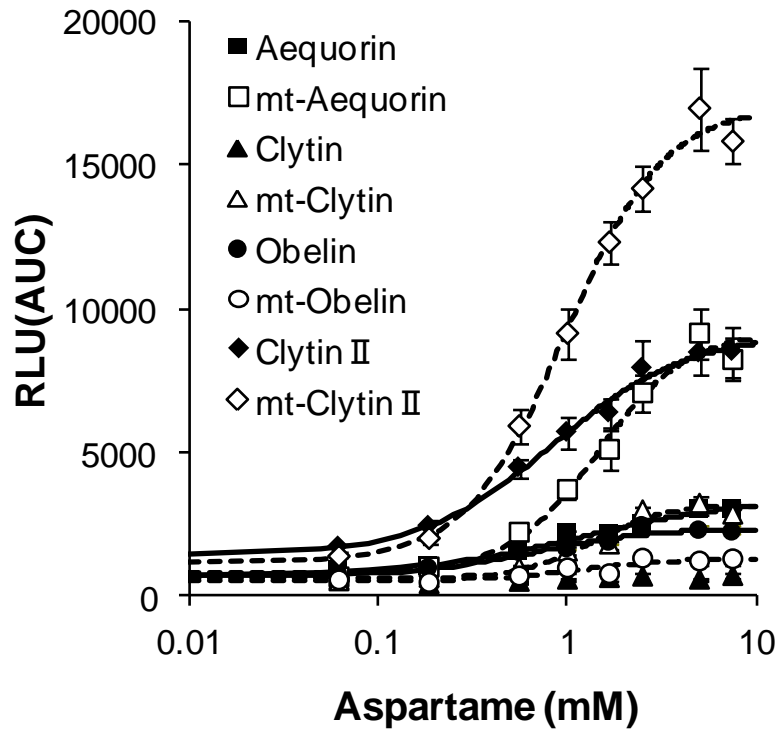 20000
15000
10000
5000
0
RLU(AUC)
Aequorin
mt-Aequorin
Clytin
mt-Clytin
Obelin
mt-Obelin
Clytin Ⅱ
mt-Clytin Ⅱ
0.01 0.1 1 10
Aspartame (mM)